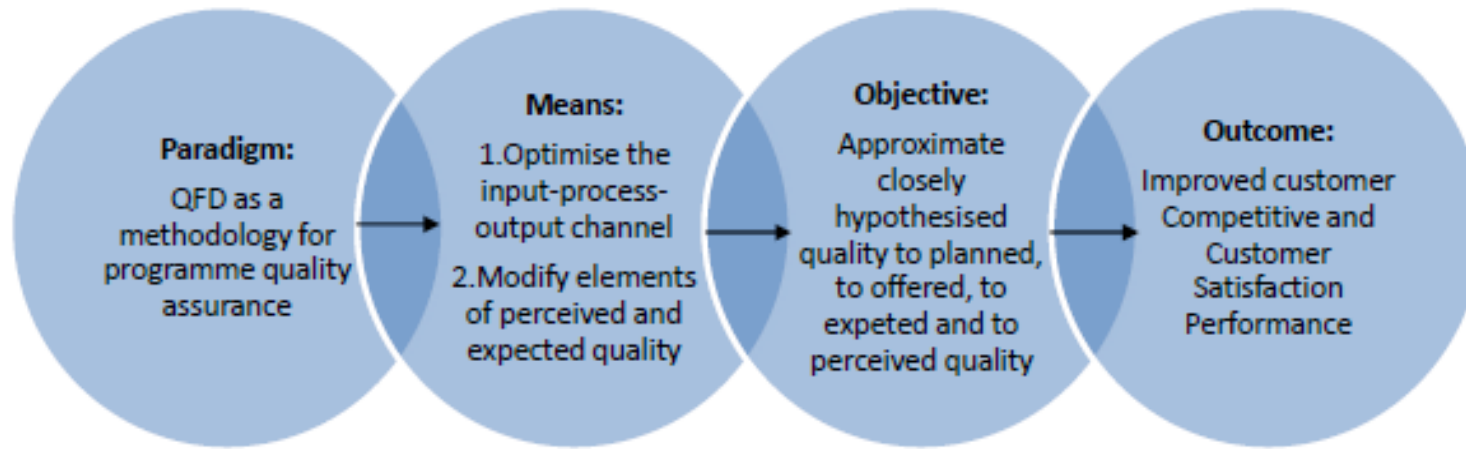 Paradigm:
QFD as a
methodology for
programme quality
assurance
Means:
1.Optimise the
input-process-
output channel
2.Modify elements
of perceived and
expected quality
Objective:
Approximate
closely
hypothesised
quality to planned,
to offered, to
expeted and to
perceived quality
Outcome:
Improved customer
Competitive and
Customer
Satisfaction
Performance